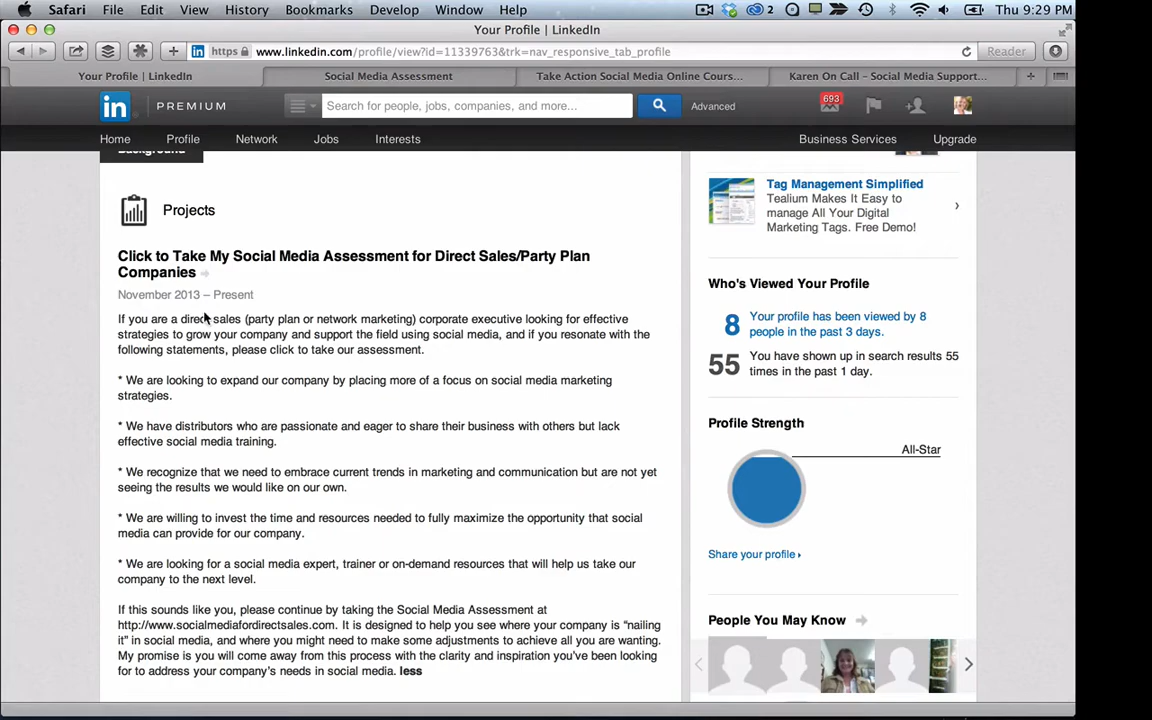 Safari File Edit View History Bookmarks Develop Window Help 2 Thu 9:29 PM
Your Profile | LinkedIn
in https www.linkedin.com/profile/view?id=11339763&trk=nav_responsive_tab_profile Reader
Your Profile | LinkedIn Social Media Assessment Take Action Social Media Online Cours... Karen On Call – Social Media Support...
in PREMIUM Search for people, jobs, companies, and more... Advanced 693
Home Profile Network Jobs Interests Business Services Upgrade
Background
Projects
Click to Take My Social Media Assessment for Direct Sales/Party Plan
Companies
November 2013 – Present
If you are a direct sales (party plan or network marketing) corporate executive looking for effective
strategies to grow your company and support the field using social media, and if you resonate with the
following statements, please click to take our assessment.
* We are looking to expand our company by placing more of a focus on social media marketing
strategies.
* We have distributors who are passionate and eager to share their business with others but lack
effective social media training.
* We recognize that we need to embrace current trends in marketing and communication but are not yet
seeing the results we would like on our own.
* We are willing to invest the time and resources needed to fully maximize the opportunity that social
media can provide for our company.
* We are looking for a social media expert, trainer or on-demand resources that will help us take our
company to the next level.
If this sounds like you, please continue by taking the Social Media Assessment at
http://www.socialmediafordirectsales.com. It is designed to help you see where your company is “nailing
it” in social media, and where you might need to make some adjustments to achieve all you are wanting.
My promise is you will come away from this process with the clarity and inspiration you've been looking
for to address your company's needs in social media. less
Tag Management Simplified
Tealium Makes It Easy to
manage All Your Digital
Marketing Tags. Free Demo!
Who's Viewed Your Profile
8 Your profile has been viewed by 8
people in the past 3 days.
55 You have shown up in search results 55
times in the past 1 day.
Profile Strength
All-Star
Share your profile
People You May Know